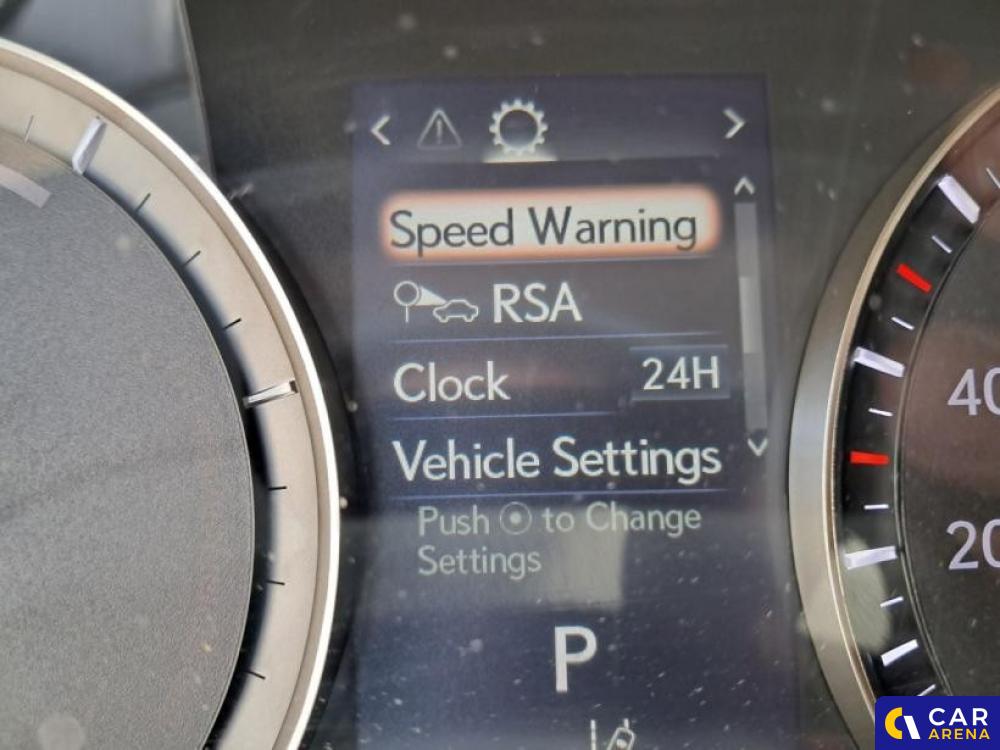 Speed Warning
RSA
Clock 24H
Vehicle Settings
Push to Change
Settings
P
40
20
CAR
ARENA